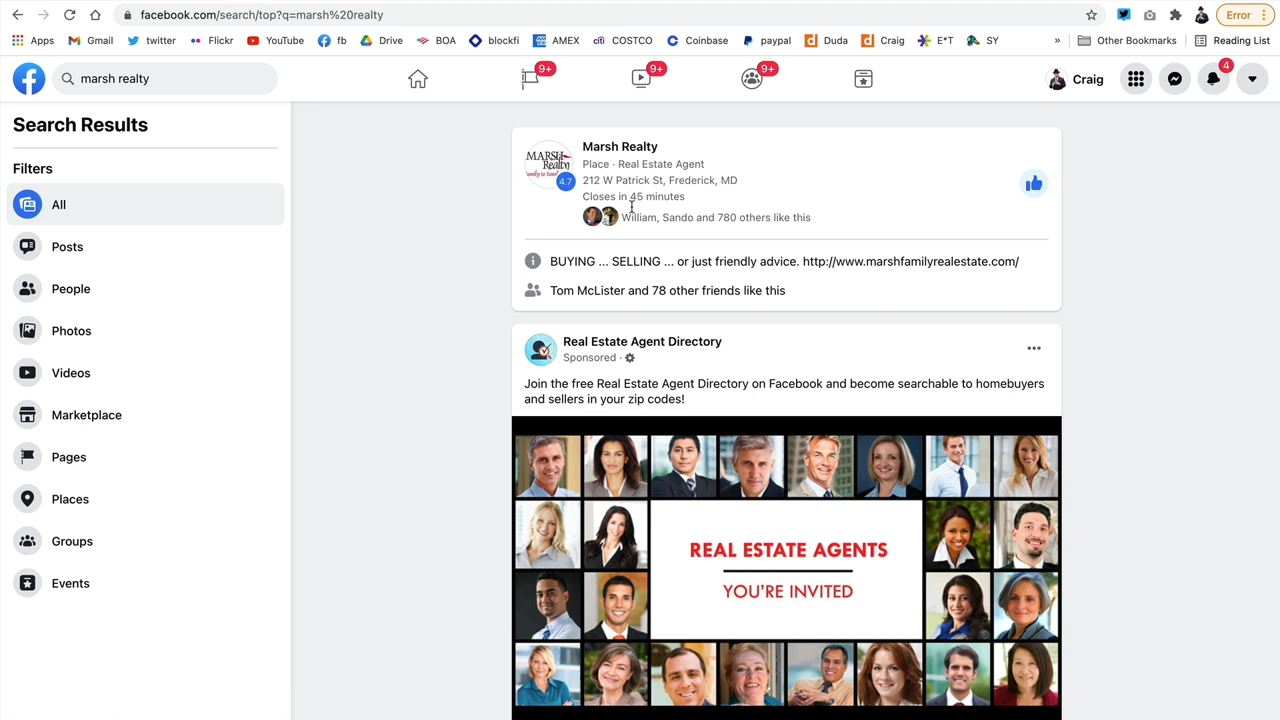 facebook.com/search/top?q=marsh%20realty
Error
Apps
Gmail
twitter
Flickr
YouTube
fb
Drive
BOA
blockfi
AMEX
COSTCO
Coinbase
paypal
Duda
Craig
E*T
SY
»
Other Bookmarks
Reading List
marsh realty
9+
9+
9+
Craig
4
Search Results
Filters
All
Posts
People
Photos
Videos
Marketplace
Pages
Places
Groups
Events
MARSH
Realty
4.7
Marsh Realty
Place · Real Estate Agent
212 W Patrick St, Frederick, MD
Closes in 45 minutes
William, Sando and 780 others like this
BUYING ... SELLING ... or just friendly advice. http://www.marshfamilyrealestate.com/
Tom McLister and 78 other friends like this
Real Estate Agent Directory
Sponsored ·
Join the free Real Estate Agent Directory on Facebook and become searchable to homebuyers
and sellers in your zip codes!
REAL ESTATE AGENTS
YOU'RE INVITED